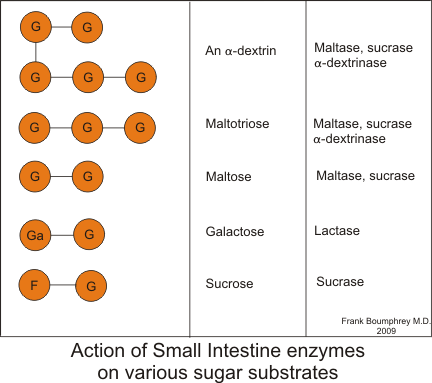 G G
G G G
An α-dextrin
Maltase, sucrase
α-dextrinase
G G G
Maltotriose
Maltase, sucrase
α-dextrinase
G G
Maltose
Maltase, sucrase
Ga G
Galactose
Lactase
F G
Sucrose
Sucrase
Frank Boumphrey M.D.
2009
Action of Small Intestine enzymes
on various sugar substrates